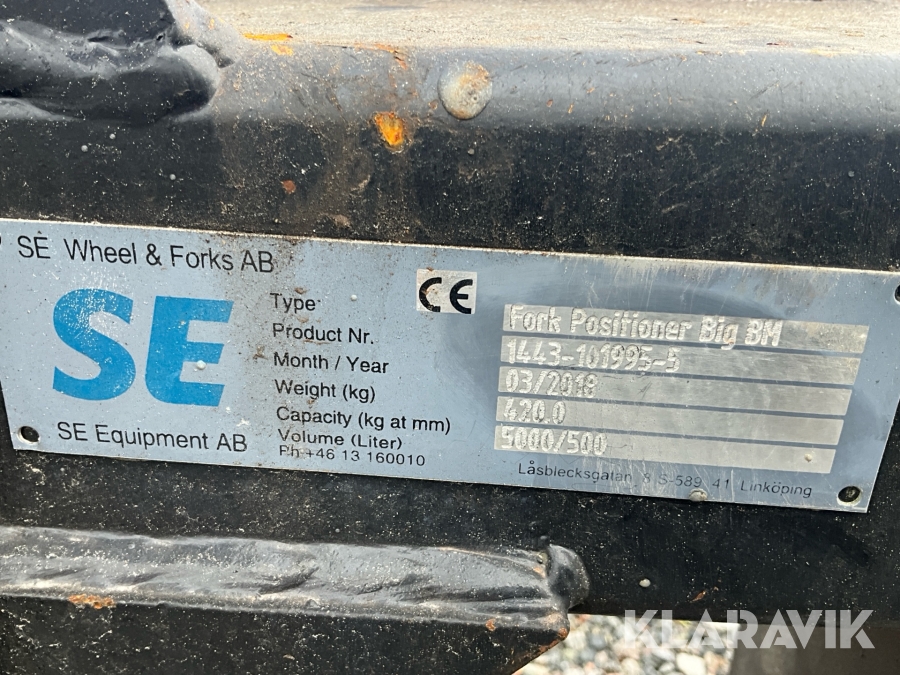 SE Wheel & Forks AB
CE
SE
Type Fork Positioner Big BM
Product Nr. 1443-101995-5
Month / Year 03/2018
Weight (kg) 420.0
Capacity (kg at mm) 5000/500
Volume (Liter)
SE Equipment AB
Ph +46 13 160010
Låsblecksgatan 8 S-589 41 Linköping
KLARAVIK